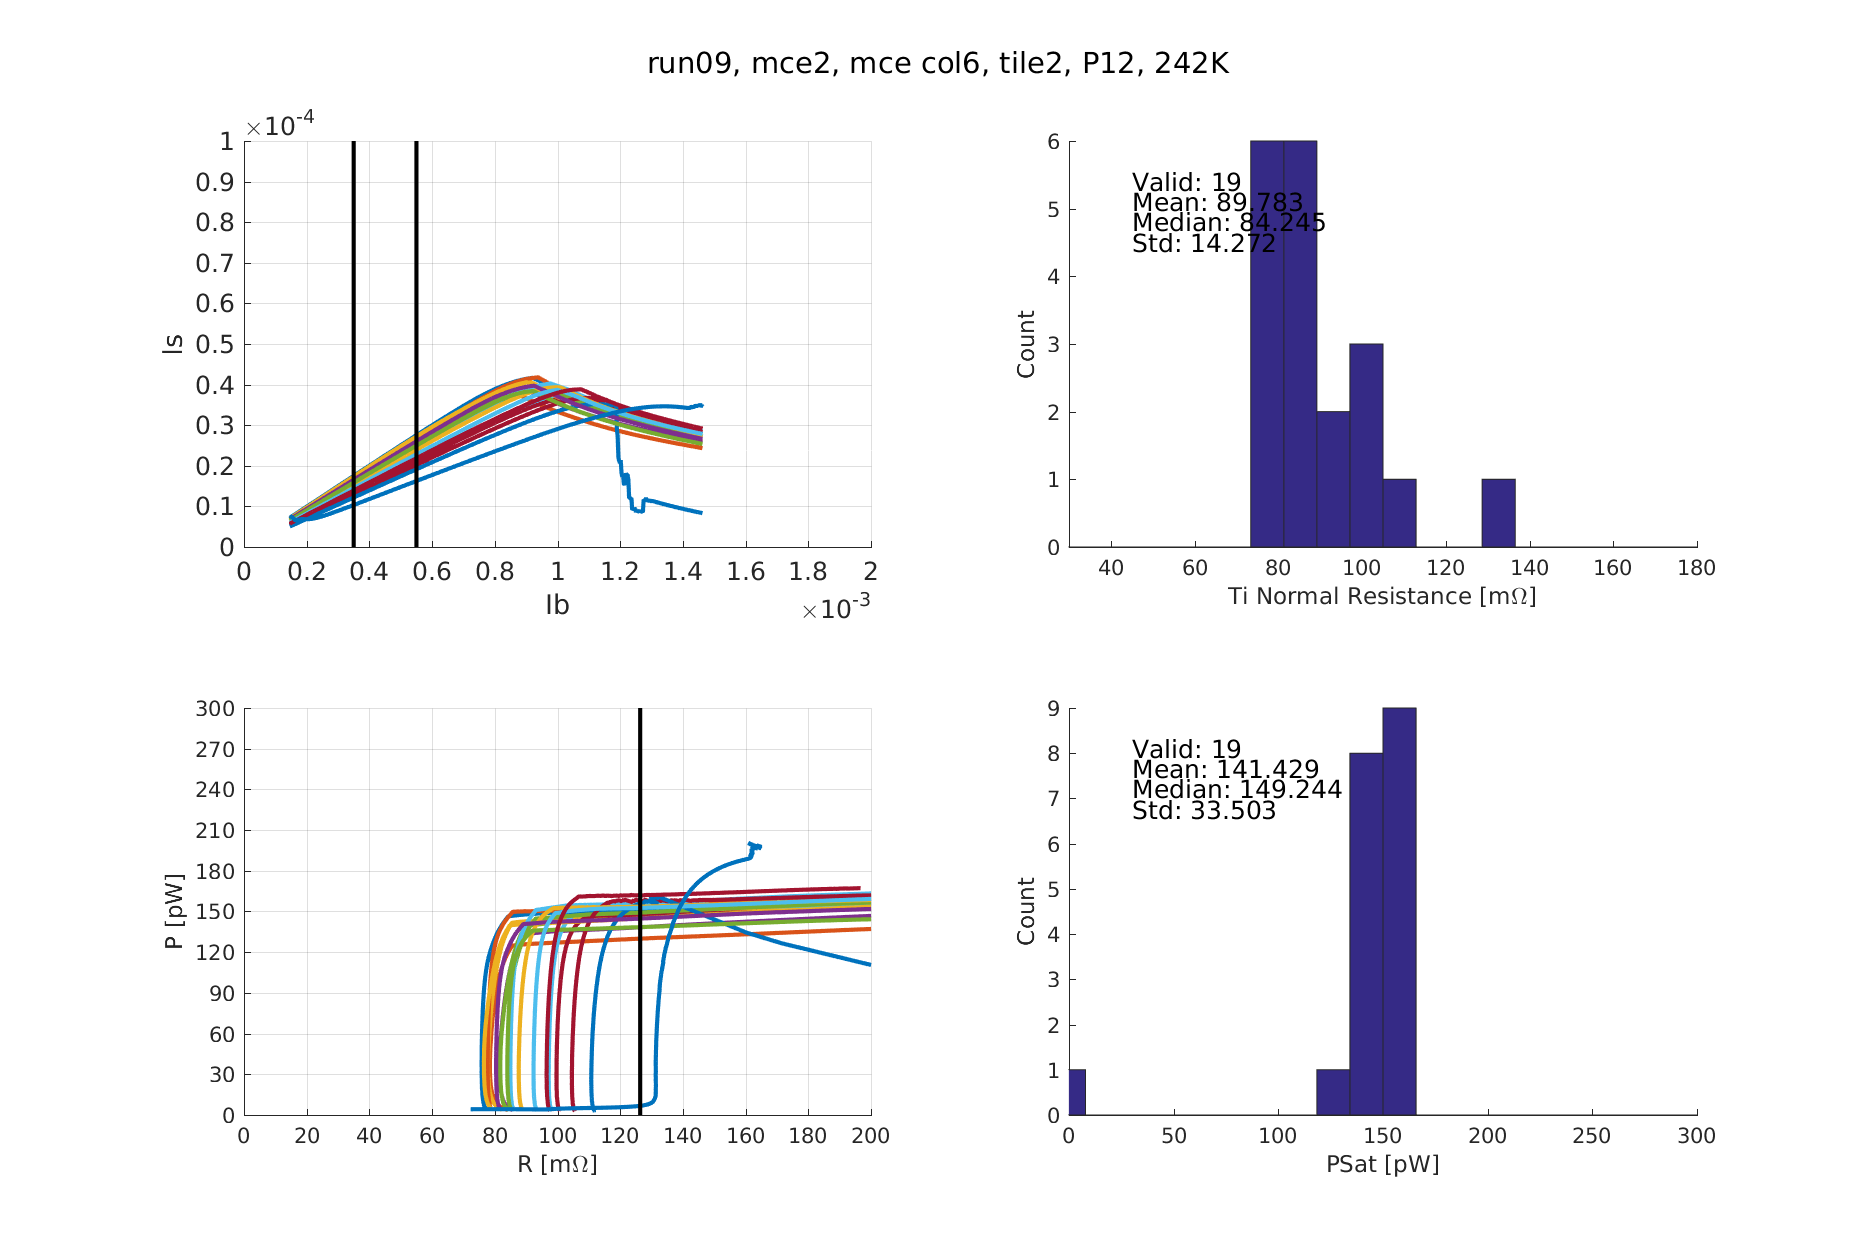 run09, mce2, mce col6, tile2, P12, 242K
×10-4
1
0.9
0.8
0.7
0.6
0.5
0.4
0.3
0.2
0.1
0
Is
0 0.2 0.4 0.6 0.8 1 1.2 1.4 1.6 1.8 2
Ib
×10-3
6
5
4
3
2
1
0
Count
Valid: 19
Mean: 89.783
Median: 84.245
Std: 14.272
40 60 80 100 120 140 160 180
Ti Normal Resistance [mΩ]
300
270
240
210
180
150
120
90
60
30
0
P [pW]
0 20 40 60 80 100 120 140 160 180 200
R [mΩ]
9
8
7
6
5
4
3
2
1
0
Count
Valid: 19
Mean: 141.429
Median: 149.244
Std: 33.503
0 50 100 150 200 250 300
PSat [pW]